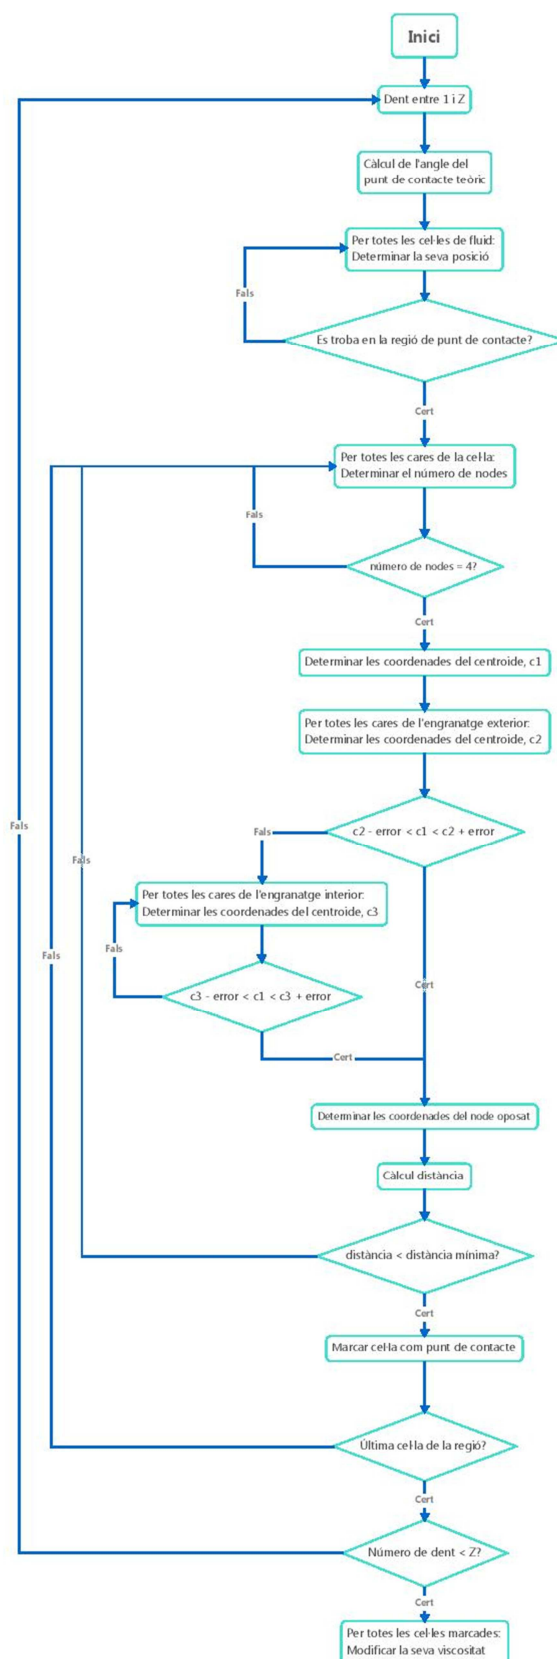 Inici
Dent entre 1 i Z
Càlcul de l'angle del
punt de contacte teòric
Per totes les cel·les de fluid:
Determinar la seva posició
Fals
Es troba en la regió de punt de contacte?
Cert
Per totes les cares de la cel·la:
Determinar el número de nodes
Fals
número de nodes = 4?
Cert
Determinar les coordenades del centroide, c1
Per totes les cares de l'engranatge exterior:
Determinar les coordenades del centroide, c2
Fals
c2 - error < c1 < c2 + error
Fals
Fals
Per totes les cares de l'engranatge interior:
Determinar les coordenades del centroide, c3
Fals
Fals
c3 - error < c1 < c3 + error
Cert
Cert
Determinar les coordenades del node oposat
Càlcul distància
distància < distància mínima?
Cert
Marcar cel·la com punt de contacte
Última cel·la de la regió?
Cert
Número de dent < Z?
Cert
Per totes les cel·les marcades:
Modificar la seva viscositat